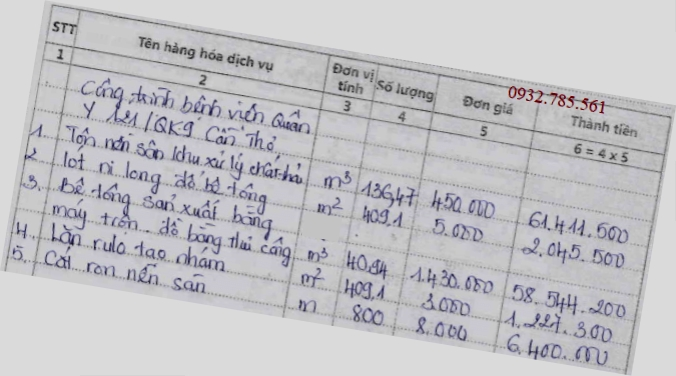 0932.785.561
STT Tên hàng hóa dịch vụ Đơn vị tính Số lượng Đơn giá Thành tiền
1 2 3 4 5 6 = 4 x 5
Công trình bệnh viện Quân
Y 121/QK9 Cần Thơ
1. Tôn nền sân khu xử lý chất thải m³ 136,47 450.000 61.411.500
2 lót ni long đổ bê tông m² 409,1 5.000 2.045.500
3. Bê tông sản xuất bằng
máy trộn đổ bằng thủ công m³ 40,94 1.430.000 58.544.200
4. Lăn rulo tạo nhám m² 409,1 3.000 1.227.300
5. Cắt ron nền sân m 800 8.000 6.400.000